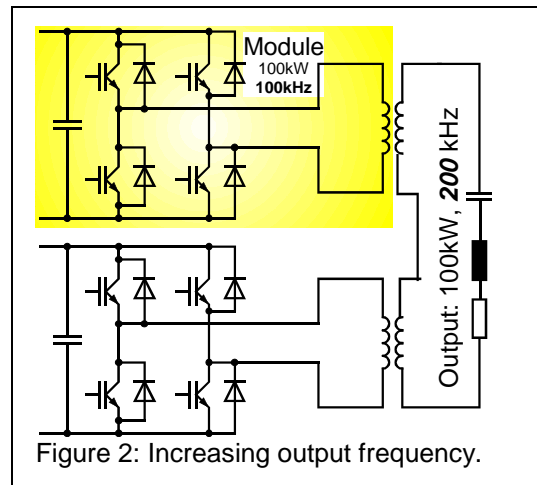 Module
100kW
100kHz
Output: 100kW, 200 kHz
Figure 2: Increasing output frequency.